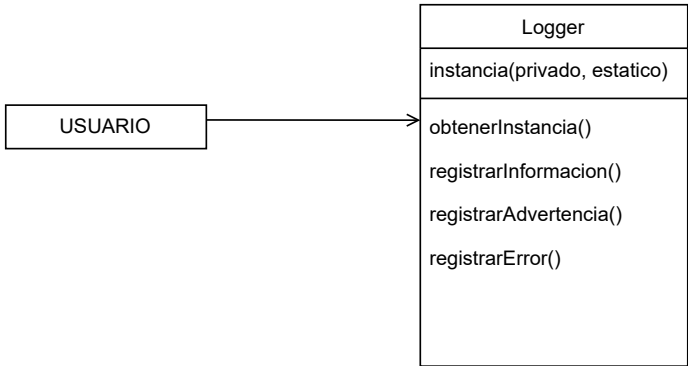 Logger
instancia(privado, estatico)
USUARIO
obtenerInstancia()
registrarInformacion()
registrarAdvertencia()
registrarError()